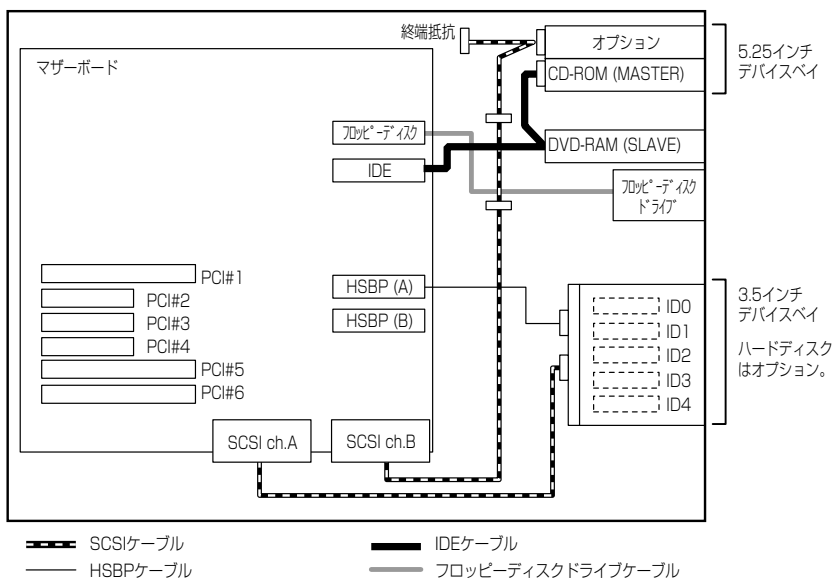 終端抵抗
オプション
5.25インチ
デバイスベイ
マザーボード
CD-ROM (MASTER)
フロッピーディスク
DVD-RAM (SLAVE)
IDE
フロッピーディスク
ドライブ
PCI#1
HSBP (A)
PCI#2
HSBP (B)
PCI#3
PCI#4
PCI#5
PCI#6
ID0
ID1
ID2
ID3
ID4
3.5インチ
デバイスベイ
ハードディスク
はオプション。
SCSI ch.A
SCSI ch.B
SCSIケーブル
IDEケーブル
HSBPケーブル
フロッピーディスクドライブケーブル